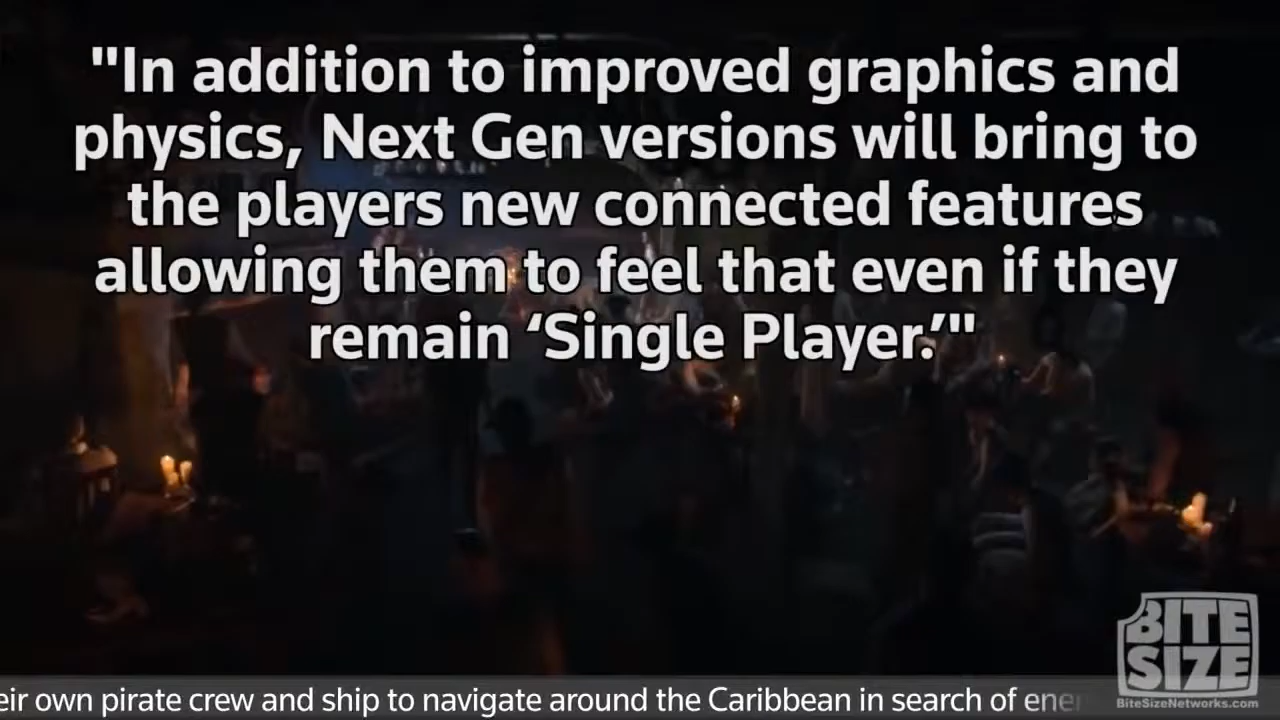 "In addition to improved graphics and
physics, Next Gen versions will bring to
the players new connected features
allowing them to feel that even if they
remain ‘Single Player.’"
BITE
SIZE
eir own pirate crew and ship to navigate around the Caribbean in search of ene
BiteSizeNetworks.com